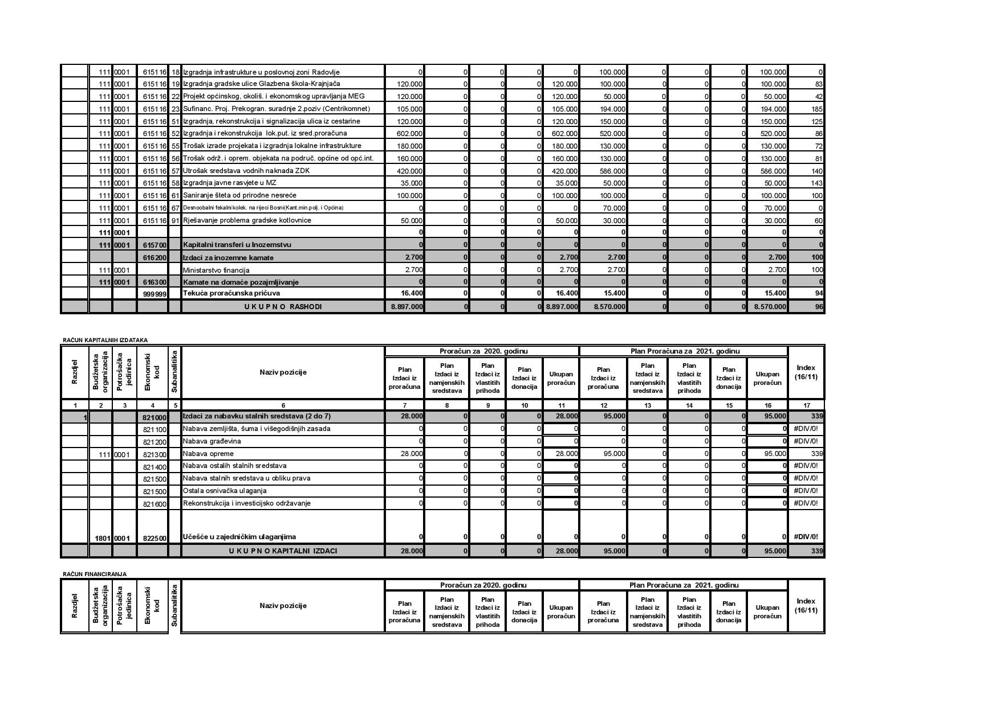 111 0001 615116 18 Izgradnja infrastrukture u poslovnoj zoni Radovlje 0 0 0 0 0 100.000 0 0 0 100.000 0
111 0001 615116 19 Izgradnja gradske ulice Glazbena škola-Krajnjača 120.000 0 0 0 120.000 100.000 0 0 0 100.000 83
111 0001 615116 22 Projekt općinskog, okoliš. i ekonomskog upravljanja MEG 120.000 0 0 0 120.000 50.000 0 0 0 50.000 42
111 0001 615116 23 Sufinanc. Proj. Prekogran. suradnje 2.poziv (Centrikomnet) 105.000 0 0 0 105.000 194.000 0 0 0 194.000 185
111 0001 615116 51 Izgradnja, rekonstrukcija i signalizacija ulica iz cestarine 120.000 0 0 0 120.000 150.000 0 0 0 150.000 125
111 0001 615116 52 Izgradnja i rekonstrukcija lok.put. iz sred.proračuna 602.000 0 0 0 602.000 520.000 0 0 0 520.000 86
111 0001 615116 55 Trošak izrade projekata i izgradnja lokalne infrastrukture 180.000 0 0 0 180.000 130.000 0 0 0 130.000 72
111 0001 615116 56 Trošak održ. i oprem. objekata na područ. općine od opć.int. 160.000 0 0 0 160.000 130.000 0 0 0 130.000 81
111 0001 615116 57 Utrošak sredstava vodnih naknada ZDK 420.000 0 0 0 420.000 586.000 0 0 0 586.000 140
111 0001 615116 58 Izgradnja javne rasvjete u MZ 35.000 0 0 0 35.000 50.000 0 0 0 50.000 143
111 0001 615116 61 Saniranje šteta od prirodne nesreće 100.000 0 0 0 100.000 100.000 0 0 0 100.000 100
111 0001 615116 67 Desnoobalni fekalni kolek. na rijeci Bosni(Kant.min.polj. i Općina) 0 0 0 0 0 70.000 0 0 0 70.000 0
111 0001 615116 91 Rješavanje problema gradske kotlovnice 50.000 0 0 0 50.000 30.000 0 0 0 30.000 60
111 0001 0 0 0 0 0 0 0 0 0 0 0
111 0001 615700 Kapitalni transferi u Inozemstvu 0 0 0 0 0 0 0 0 0 0 0
616200 Izdaci za inozemne kamate 2.700 0 0 0 2.700 2.700 0 0 0 2.700 100
111 0001 Ministarstvo financija 2.700 0 0 0 2.700 2.700 0 0 0 2.700 100
111 0001 616300 Kamate na domaće pozajmljivanje 0 0 0 0 0 0 0 0 0 0 0
999999 Tekuća proračunska pričuva 16.400 0 0 0 16.400 15.400 0 0 0 15.400 94
U K U P N O RASHODI 8.897.000 0 0 0 8.897.000 8.570.000 0 0 0 8.570.000 96
RAČUN KAPITALNIH IZDATAKA
Razdjel
Budžetska organizacija
Potrošačka jedinica
Ekonomski kod
Subanalitika
Naziv pozicije
Proračun za 2020. godinu
Plan Izdaci iz proračuna
Plan Izdaci iz namjenskih sredstava
Plan Izdaci iz vlastitih prihoda
Plan Izdaci iz donacija
Ukupan proračun
Plan Proračuna za 2021. godinu
Plan Izdaci iz proračuna
Plan Izdaci iz namjenskih sredstava
Plan Izdaci iz vlastitih prihoda
Plan Izdaci iz donacija
Ukupan proračun
Index (16/11)
1 2 3 4 5 6 7 8 9 10 11 12 13 14 15 16 17
1 821000 Izdaci za nabavku stalnih sredstava (2 do 7) 28.000 0 0 0 28.000 95.000 0 0 0 95.000 339
821100 Nabava zemljišta, šuma i višegodišnjih zasada 0 0 0 0 0 0 0 0 0 0 #DIV/0!
821200 Nabava građevina 0 0 0 0 0 0 0 0 0 0 #DIV/0!
111 0001 821300 Nabava opreme 28.000 0 0 0 28.000 95.000 0 0 0 95.000 339
821400 Nabava ostalih stalnih sredstava 0 0 0 0 0 0 0 0 0 0 #DIV/0!
821500 Nabava stalnih sredstava u obliku prava 0 0 0 0 0 0 0 0 0 0 #DIV/0!
821500 Ostala osnivačka ulaganja 0 0 0 0 0 0 0 0 0 0 #DIV/0!
821600 Rekonstrukcija i investicijsko održavanje 0 0 0 0 0 0 0 0 0 0 #DIV/0!
1801 0001 822500 Učešće u zajedničkim ulaganjima 0 0 0 0 0 0 0 0 0 0 #DIV/0!
U K U P N O KAPITALNI IZDACI 28.000 0 0 0 28.000 95.000 0 0 0 95.000 339
RAČUN FINANCIRANJA
Razdjel
Budžetska organizacija
Potrošačka jedinica
Ekonomski kod
Subanalitika
Naziv pozicije
Proračun za 2020. godinu
Plan Izdaci iz proračuna
Plan Izdaci iz namjenskih sredstava
Plan Izdaci iz vlastitih prihoda
Plan Izdaci iz donacija
Ukupan proračun
Plan Proračuna za 2021. godinu
Plan Izdaci iz proračuna
Plan Izdaci iz namjenskih sredstava
Plan Izdaci iz vlastitih prihoda
Plan Izdaci iz donacija
Ukupan proračun
Index (16/11)